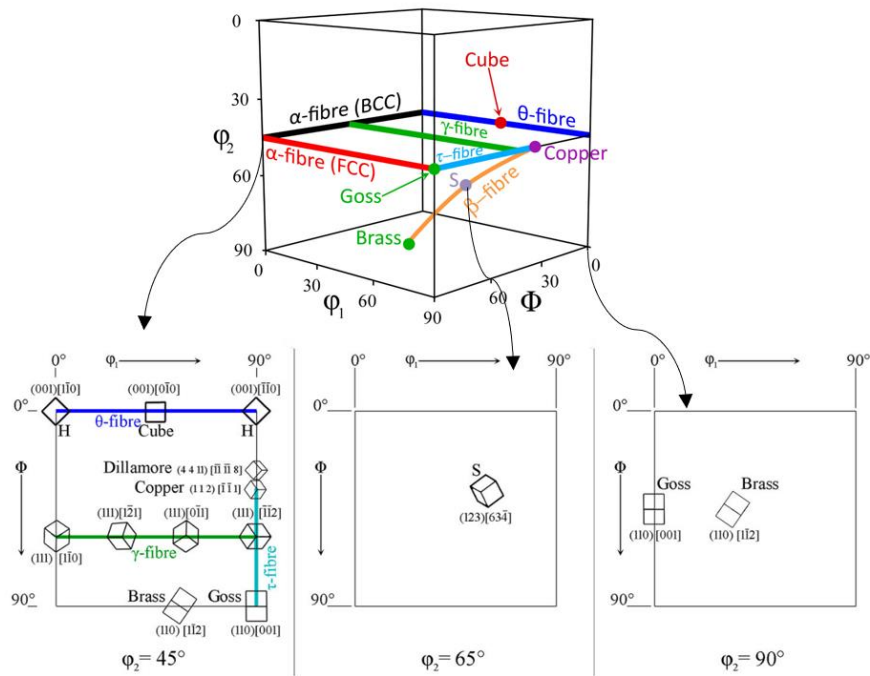 0
30
φ₂
60
90
α-fibre (BCC)
α-fibre (FCC)
Cube
θ-fibre
γ-fibre
τ-fibre
Copper
S
β-fibre
Goss
Brass
0
30
60
90
φ₁
Φ
60
30
0
0°
φ₁
90°
(001)[11̄0]
(001)[01̄0]
(001)[1̄1̄0]
0°
θ-fibre
H
Cube
H
Φ
Dillamore (4 4 11) [1̄1̄ 1̄1̄ 8]
Copper (1 1 2) [1̄ 1̄ 1]
(111)[12̄1]
(111)[01̄1]
(111) [1̄1̄2]
(111) [11̄0]
γ-fibre
τ-fibre
90°
Brass
Goss
(110) [11̄2]
(110)[001]
φ₂= 45°
0°
φ₁
90°
0°
Φ
S
(123)[634̄]
90°
φ₂= 65°
0°
φ₁
90°
0°
Φ
Goss
Brass
(110) [001]
(110) [11̄2]
90°
φ₂= 90°